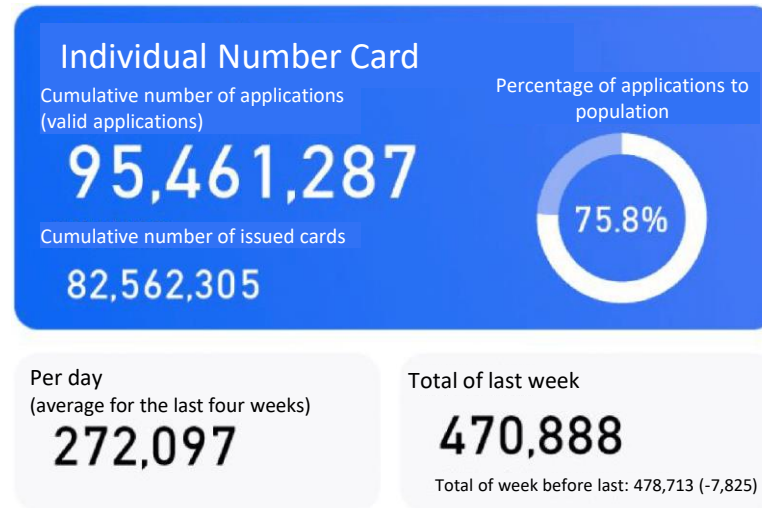 Individual Number Card
Cumulative number of applications
(valid applications)
95,461,287
Cumulative number of issued cards
82,562,305
Percentage of applications to
population
75.8%
Per day
(average for the last four weeks)
272,097
Total of last week
470,888
Total of week before last: 478,713 (-7,825)